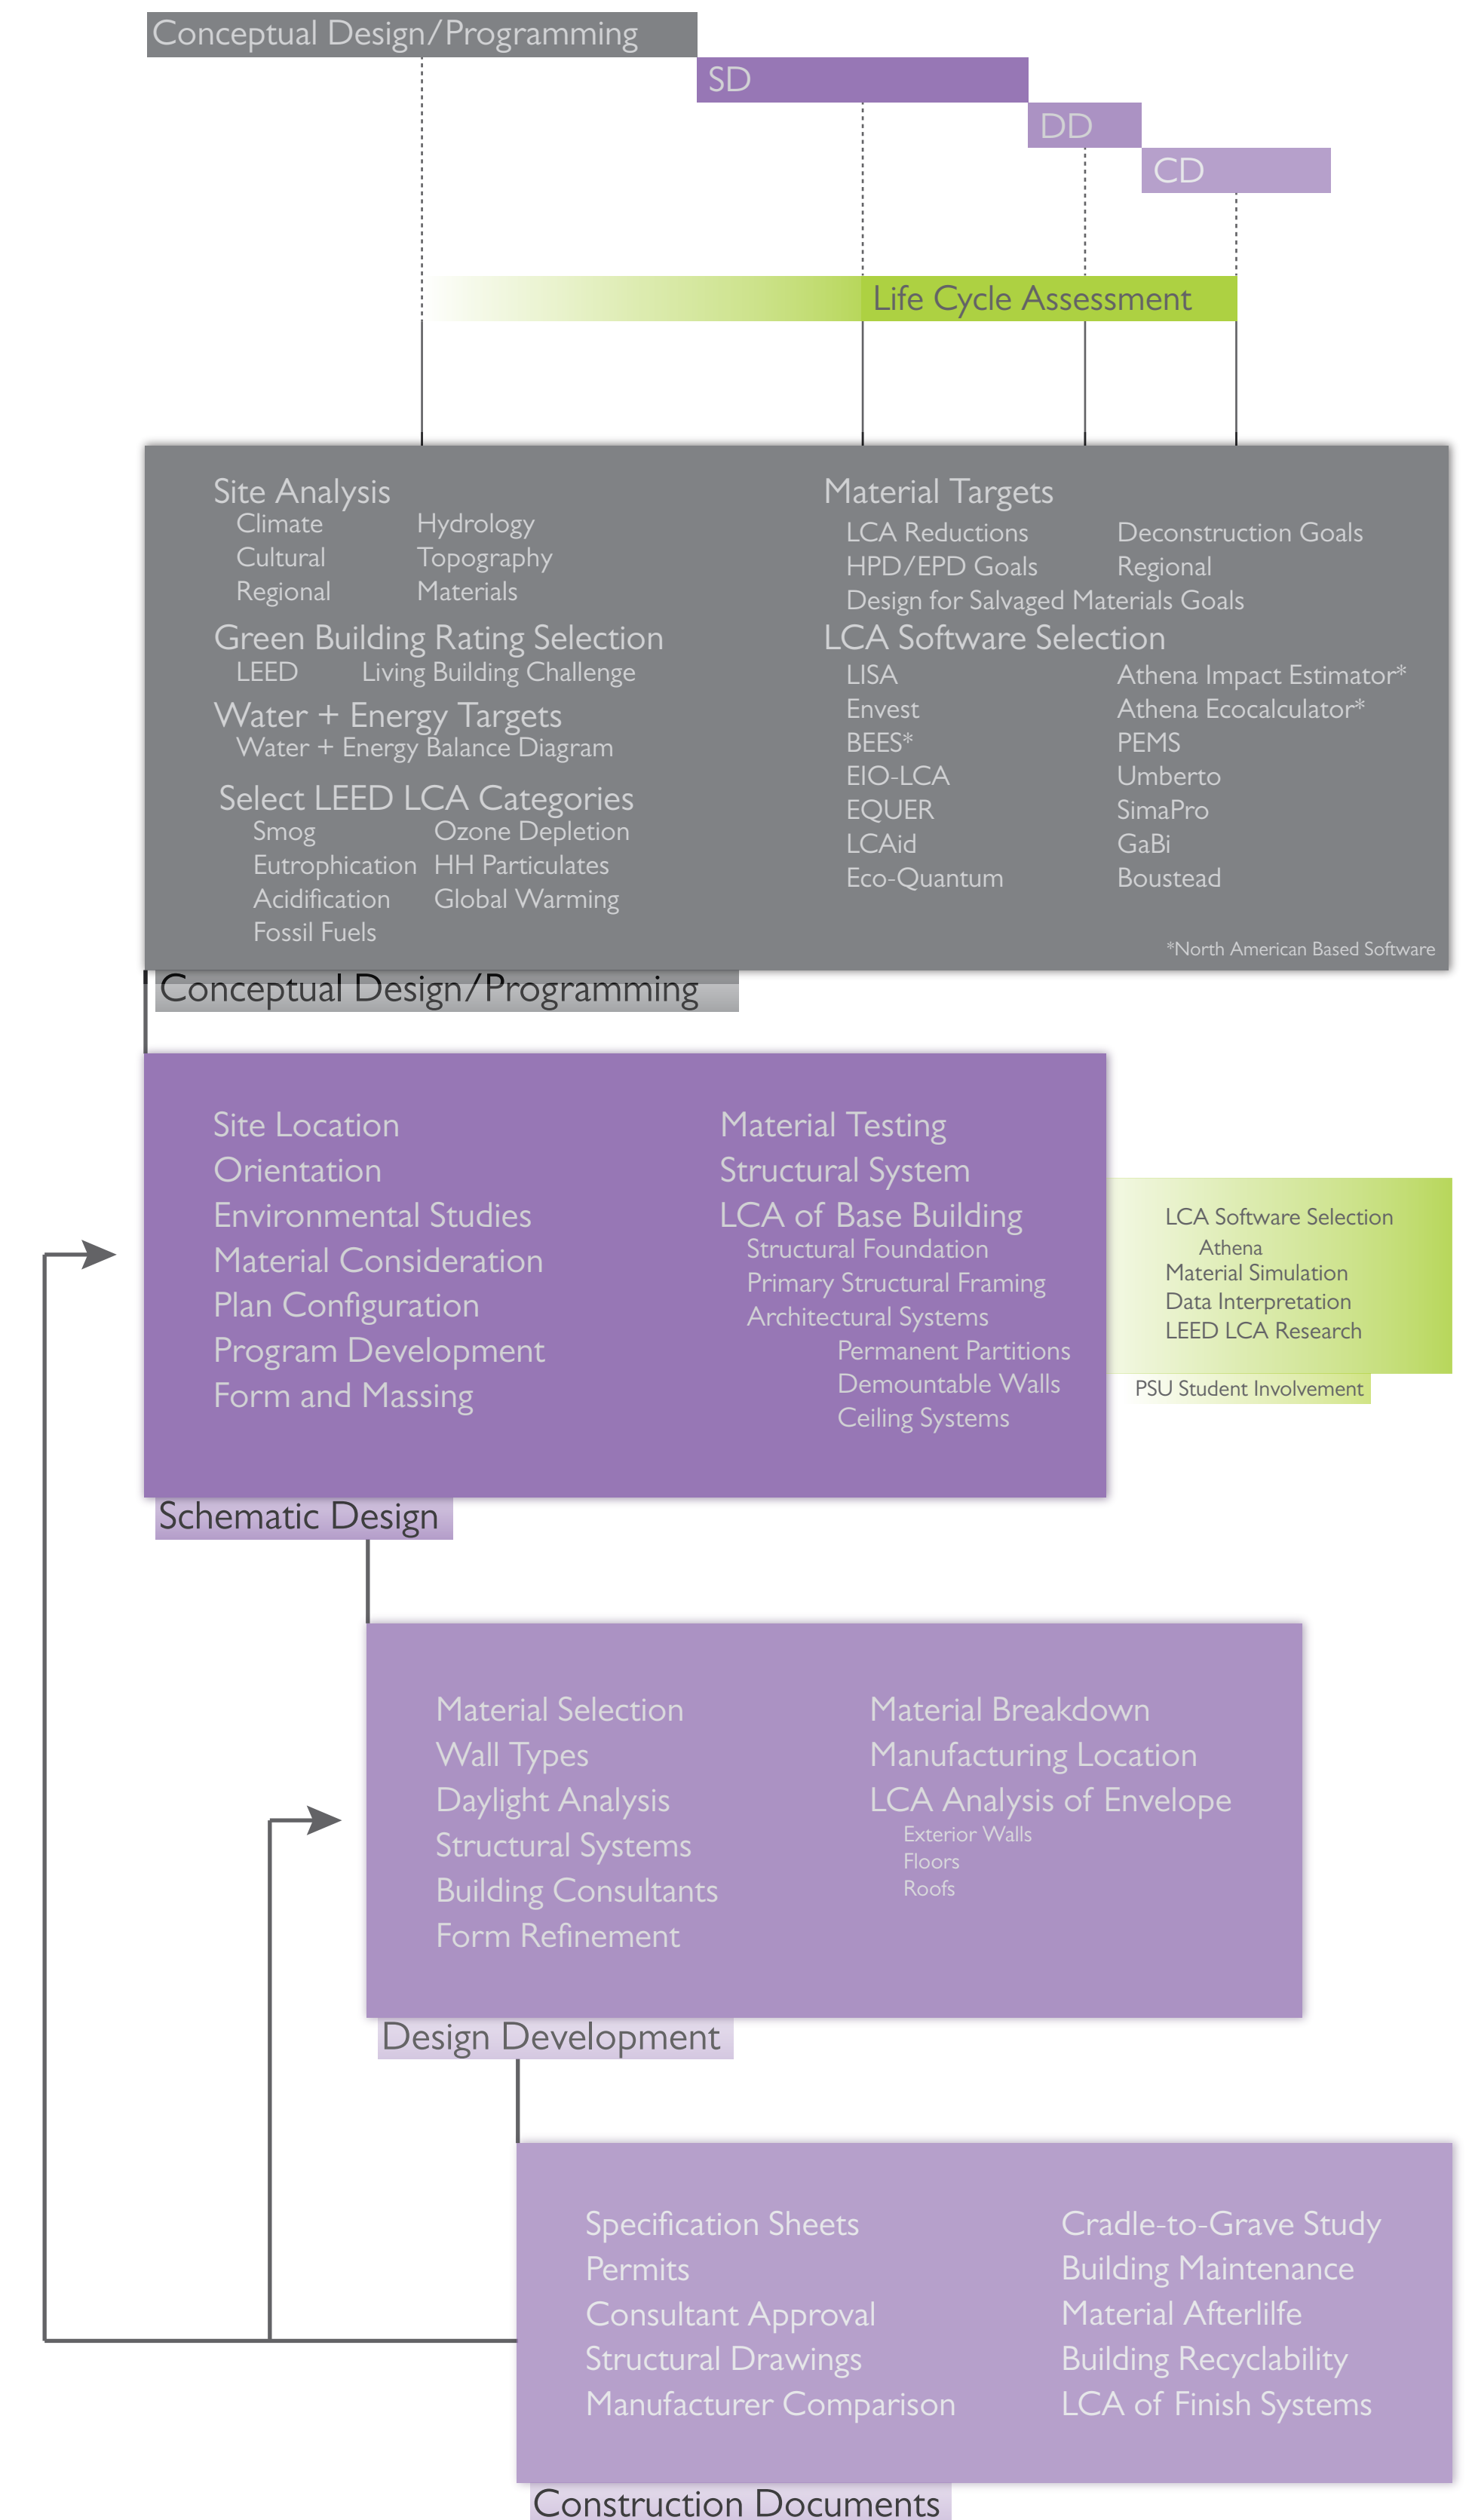 Conceptual Design/Programming
SD
DD
CD
Life Cycle Assessment
Site Analysis
Climate
Hydrology
Cultural
Topography
Regional
Materials
Green Building Rating Selection
LEED
Living Building Challenge
Water + Energy Targets
Water + Energy Balance Diagram
Select LEED LCA Categories
Smog
Ozone Depletion
Eutrophication
HH Particulates
Acidification
Global Warming
Fossil Fuels
Material Targets
LCA Reductions
Deconstruction Goals
HPD/EPD Goals
Regional
Design for Salvaged Materials Goals
LCA Software Selection
LISA
Athena Impact Estimator*
Envest
Athena Ecocalculator*
BEES*
PEMS
EIO-LCA
Umberto
EQUER
SimaPro
LCAid
GaBi
Eco-Quantum
Boustead
*North American Based Software
Conceptual Design/Programming
Site Location
Orientation
Environmental Studies
Material Consideration
Plan Configuration
Program Development
Form and Massing
Material Testing
Structural System
LCA of Base Building
Structural Foundation
Primary Structural Framing
Architectural Systems
Permanent Partitions
Demountable Walls
Ceiling Systems
LCA Software Selection
Athena
Material Simulation
Data Interpretation
LEED LCA Research
PSU Student Involvement
Schematic Design
Material Selection
Wall Types
Daylight Analysis
Structural Systems
Building Consultants
Form Refinement
Material Breakdown
Manufacturing Location
LCA Analysis of Envelope
Exterior Walls
Floors
Roofs
Design Development
Specification Sheets
Permits
Consultant Approval
Structural Drawings
Manufacturer Comparison
Cradle-to-Grave Study
Building Maintenance
Material Afterlilfe
Building Recyclability
LCA of Finish Systems
Construction Documents